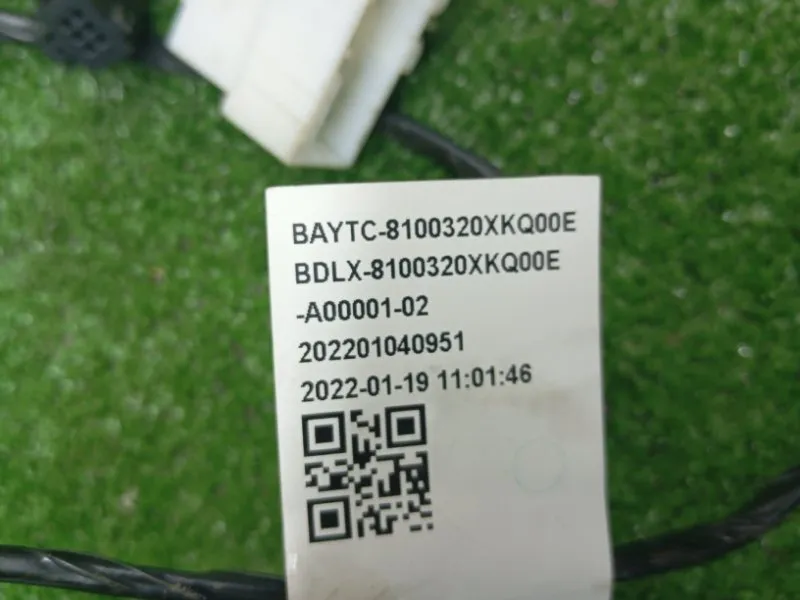 BAYTC-8100320XKQ00E
BDLX-8100320XKQ00E
-A00001-02
202201040951
2022-01-19 11:01:46